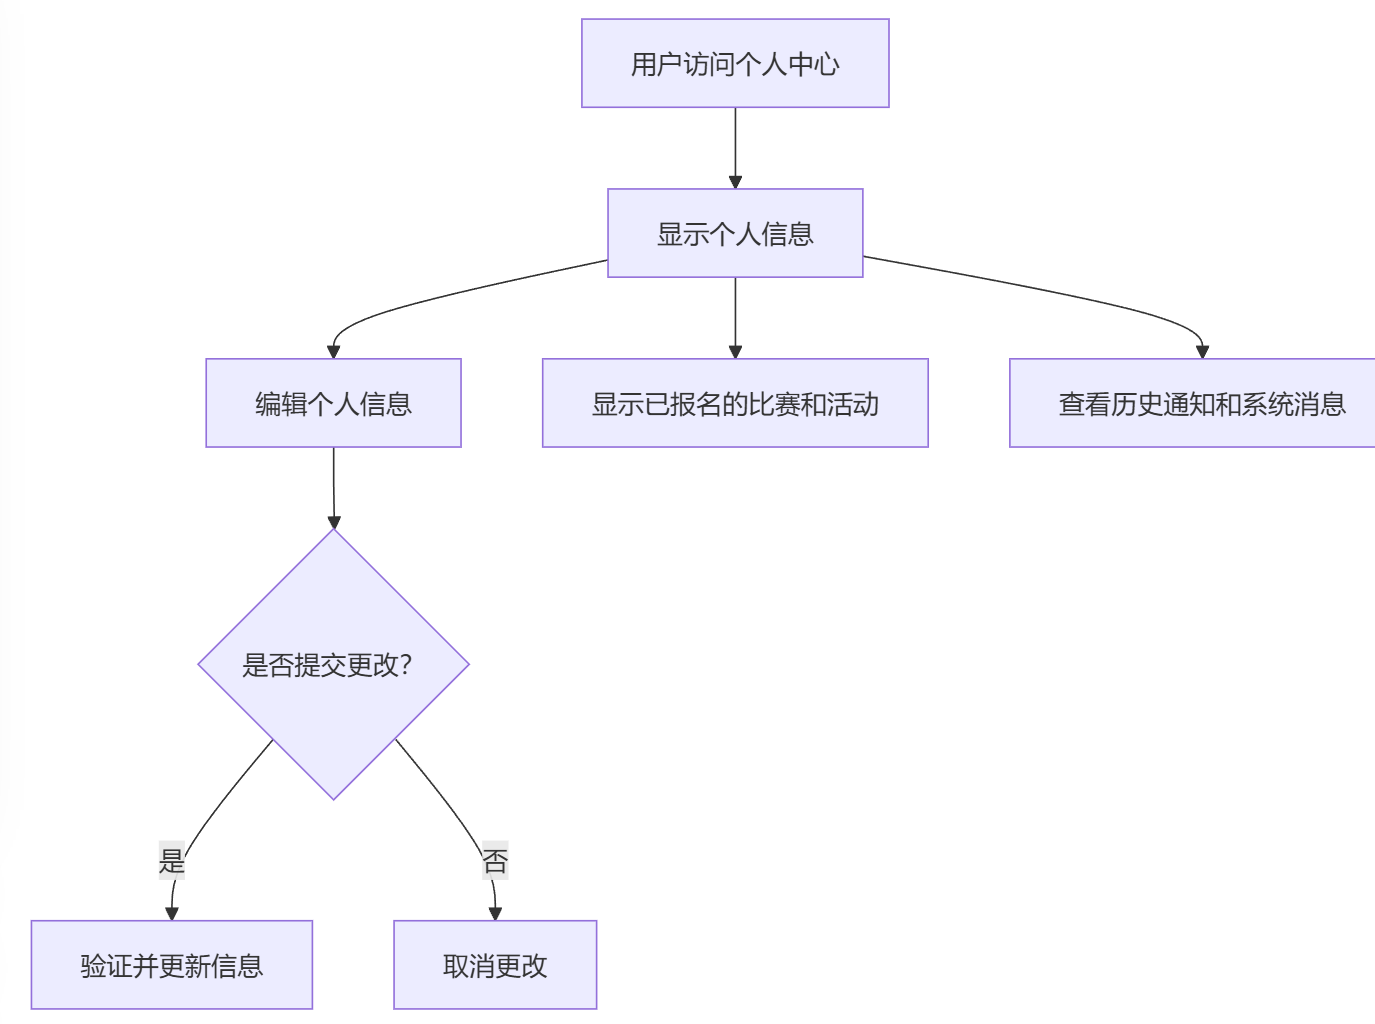 用户访问个人中心
显示个人信息
编辑个人信息
显示已报名的比赛和活动
查看历史通知和系统消息
是否提交更改?
是
否
验证并更新信息
取消更改